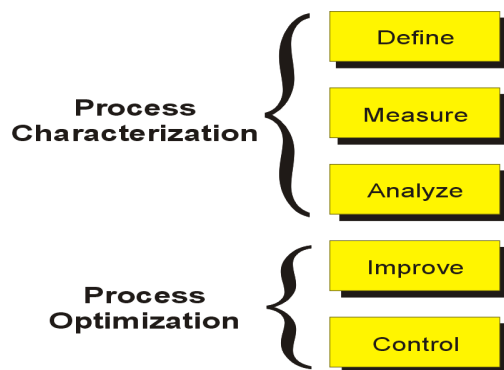 Define
Process
Characterization
Measure
Analyze
Process
Optimization
Improve
Control